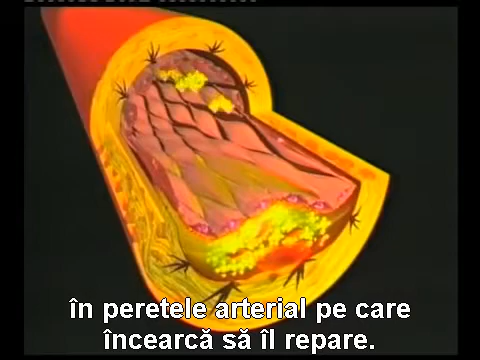 în peretele arterial pe care
încearcă să îl repare.